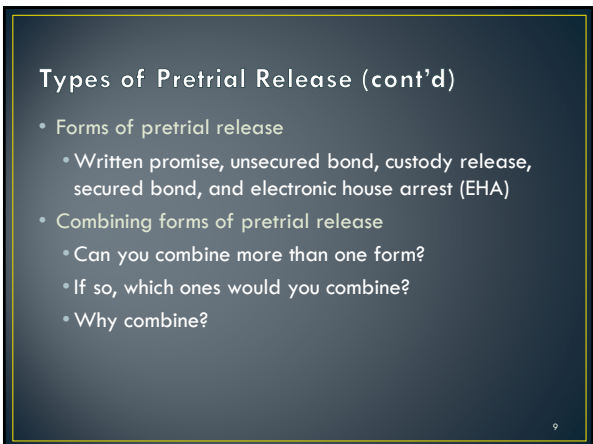 Types of Pretrial Release (cont’d)
• Forms of pretrial release
• Written promise, unsecured bond, custody release,
secured bond, and electronic house arrest (EHA)
• Combining forms of pretrial release
• Can you combine more than one form?
• If so, which ones would you combine?
• Why combine?
9